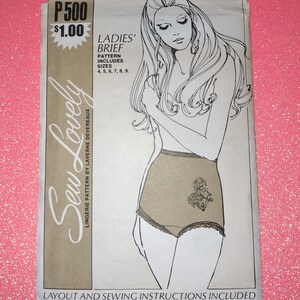 P500
$1.00
LADIES'
BRIEF
PATTERN
INCLUDES
SIZES
4, 5, 6, 7, 8, 9.
Sew Lovely
LINGERIE PATTERN BY LAVERNE DEVEREAUX
LAYOUT AND SEWING INSTRUCTIONS INCLUDED